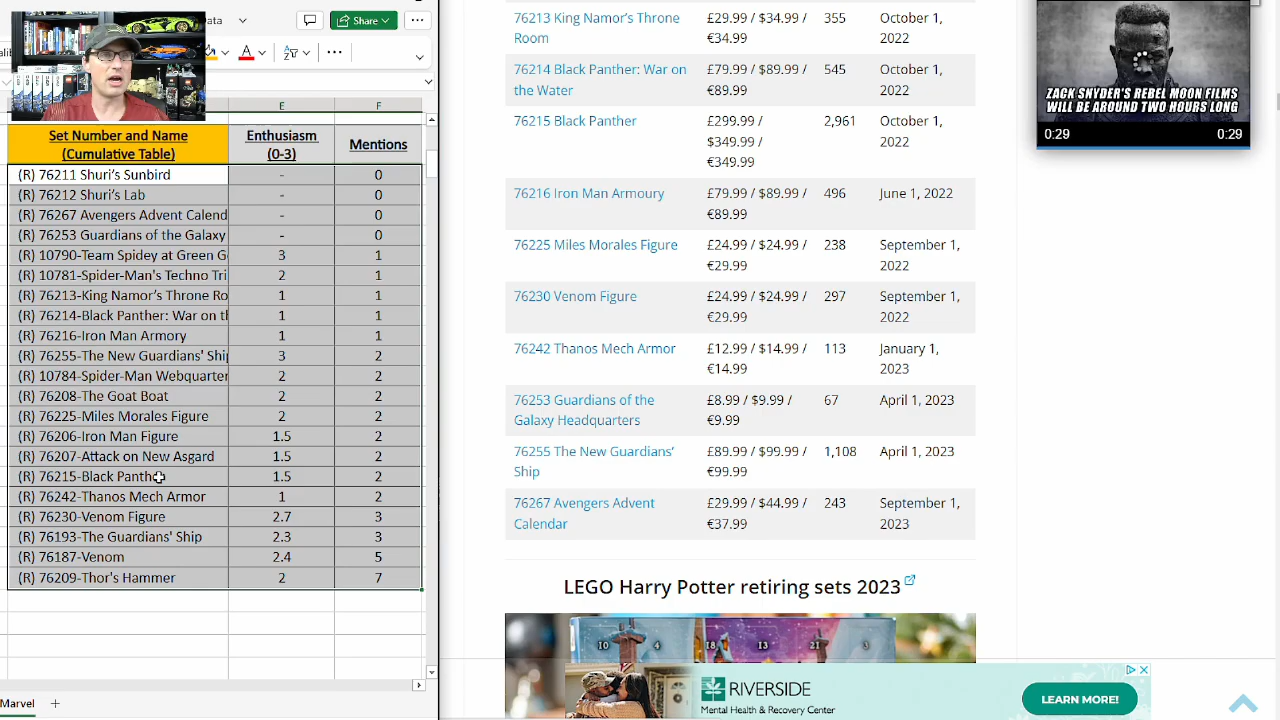 Data
Share
Set Number and Name
(Cumulative Table)
Enthusiasm
(0-3)
Mentions
E
F
(R) 76211 Shuri's Sunbird - 0
(R) 76212 Shuri's Lab - 0
(R) 76267 Avengers Advent Calend - 0
(R) 76253 Guardians of the Galaxy - 0
(R) 10790-Team Spidey at Green G 3 1
(R) 10781-Spider-Man's Techno Tri 2 1
(R) 76213-King Namor's Throne Ro 1 1
(R) 76214-Black Panther: War on th 1 1
(R) 76216-Iron Man Armory 1 1
(R) 76255-The New Guardians' Ship 3 2
(R) 10784-Spider-Man Webquarter 2 2
(R) 76208-The Goat Boat 2 2
(R) 76225-Miles Morales Figure 2 2
(R) 76206-Iron Man Figure 1.5 2
(R) 76207-Attack on New Asgard 1.5 2
(R) 76215-Black Panther 1.5 2
(R) 76242-Thanos Mech Armor 1 2
(R) 76230-Venom Figure 2.7 3
(R) 76193-The Guardians' Ship 2.3 3
(R) 76187-Venom 2.4 5
(R) 76209-Thor's Hammer 2 7
Marvel
76213 King Namor's Throne £29.99 / $34.99 / 355 October 1,
Room €34.99 2022
76214 Black Panther: War on £79.99 / $89.99 / 545 October 1,
the Water €89.99 2022
76215 Black Panther £299.99 / 2,961 October 1,
$349.99 / 2022
€349.99
76216 Iron Man Armoury £79.99 / $89.99 / 496 June 1, 2022
€89.99
76225 Miles Morales Figure £24.99 / $24.99 / 238 September 1,
€29.99 2022
76230 Venom Figure £24.99 / $24.99 / 297 September 1,
€29.99 2022
76242 Thanos Mech Armor £12.99 / $14.99 / 113 January 1,
€14.99 2023
76253 Guardians of the £8.99 / $9.99 / 67 April 1, 2023
Galaxy Headquarters €9.99
76255 The New Guardians' £89.99 / $99.99 / 1,108 April 1, 2023
Ship €99.99
76267 Avengers Advent £29.99 / $44.99 / 243 September 1,
Calendar €37.99 2023
LEGO Harry Potter retiring sets 2023
10 4 18 13 21 3
RIVERSIDE
Mental Health & Recovery Center
LEARN MORE!
ZACK SNYDER'S REBEL MOON FILMS
WILL BE AROUND TWO HOURS LONG
0:29 0:29